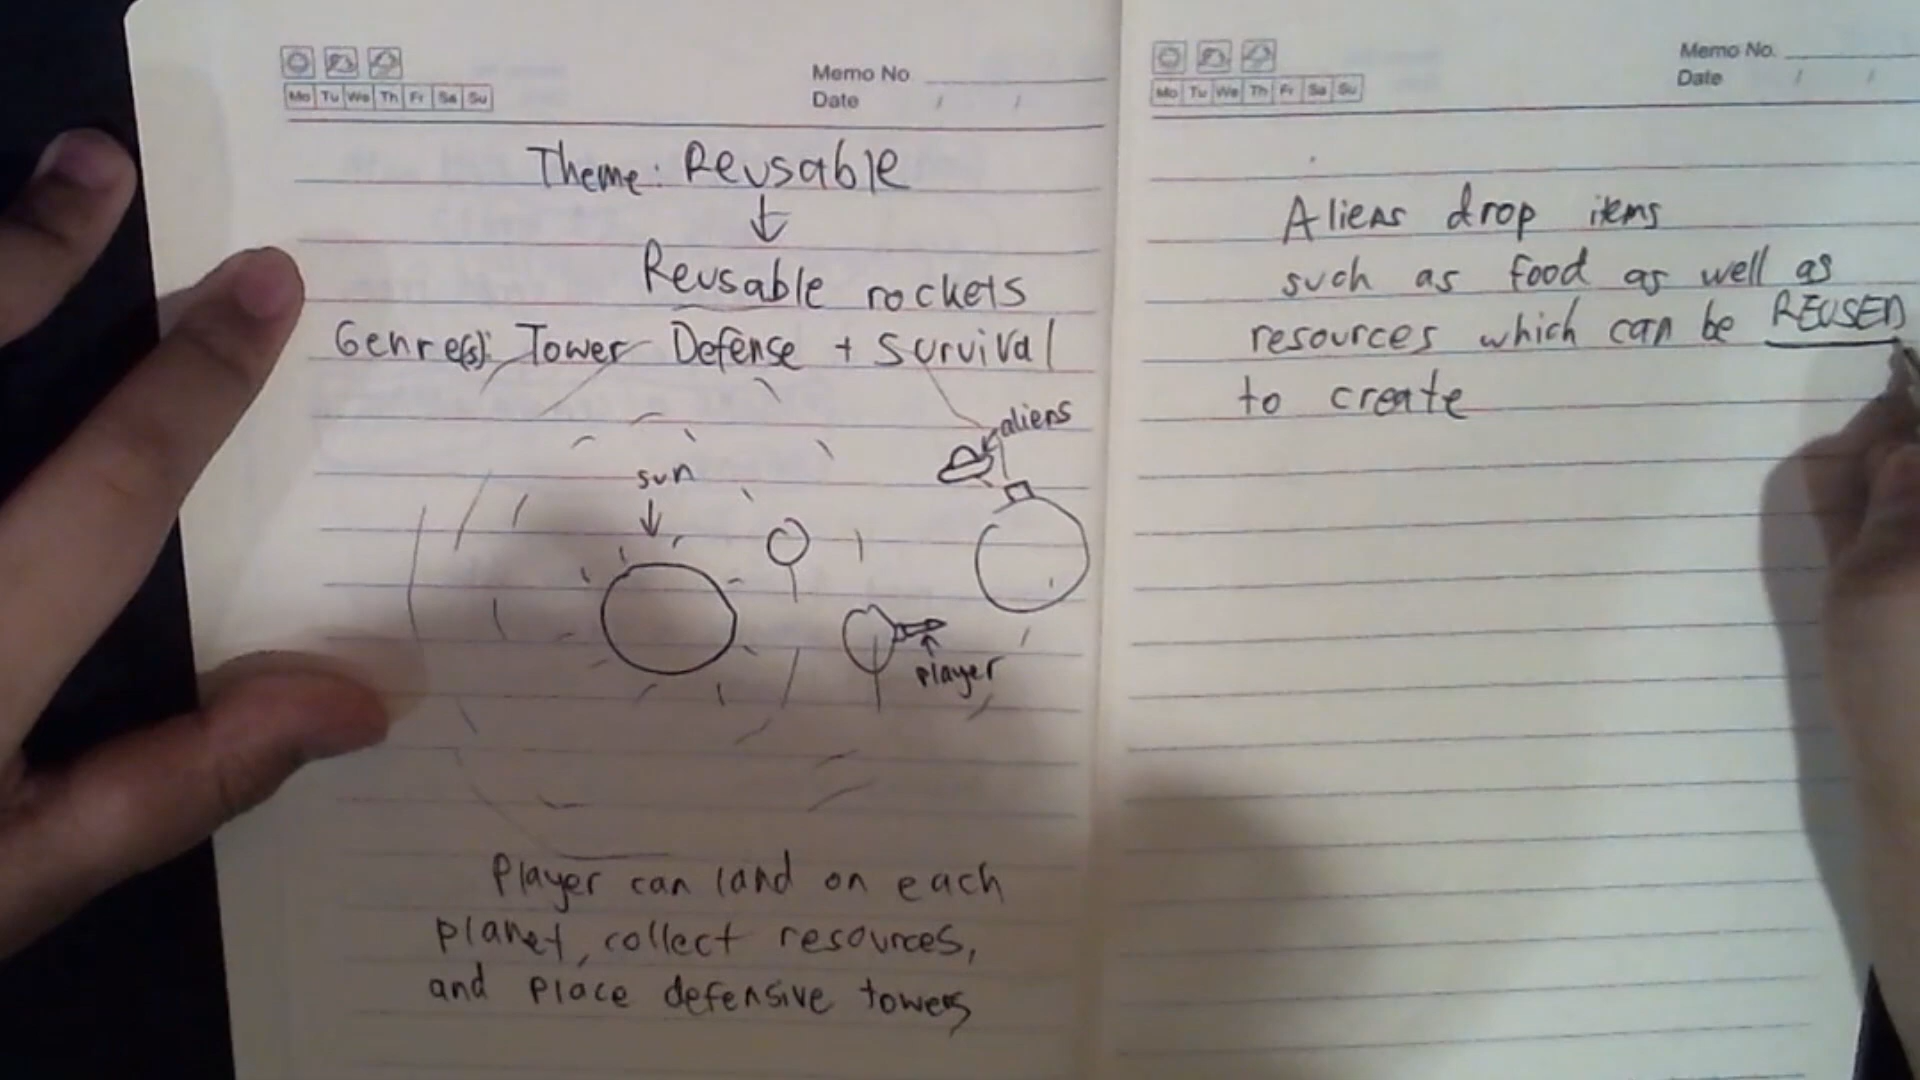 Memo No
Mo Tu We Th Fr Sa Su
Date / /
Theme: Reusable
Reusable rockets
Genre(s): Tower Defense + Survival
aliens
sun
player
Player can land on each
planet, collect resources,
and place defensive towers
Memo No.
Date / /
Mo Tu We Th Fr Sa Su
Aliens drop items
such as food as well as
resources which can be REUSED
to create